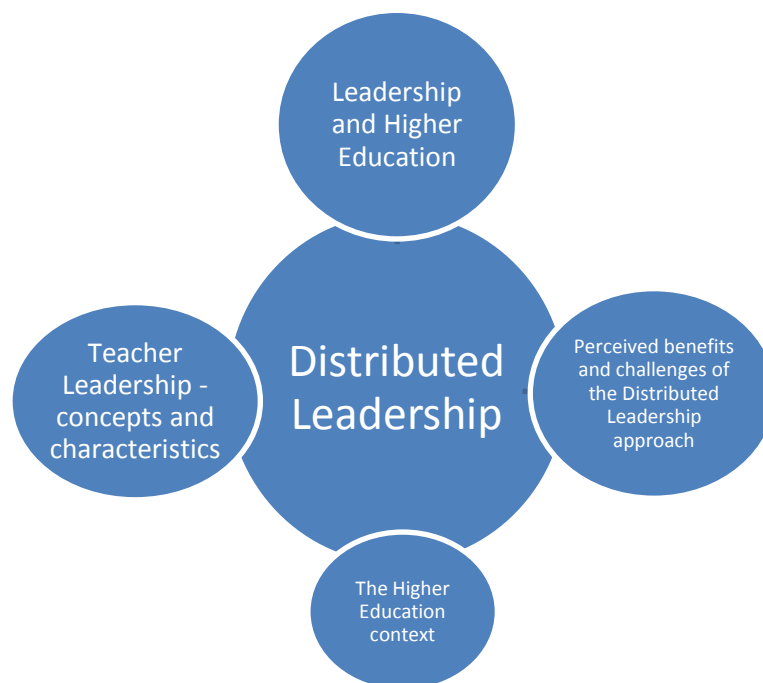 Leadership
and Higher
Education
Teacher
Leadership -
concepts and
characteristics
Distributed
Leadership
Perceived benefits
and challenges of
the Distributed
Leadership
approach
The Higher
Education
context